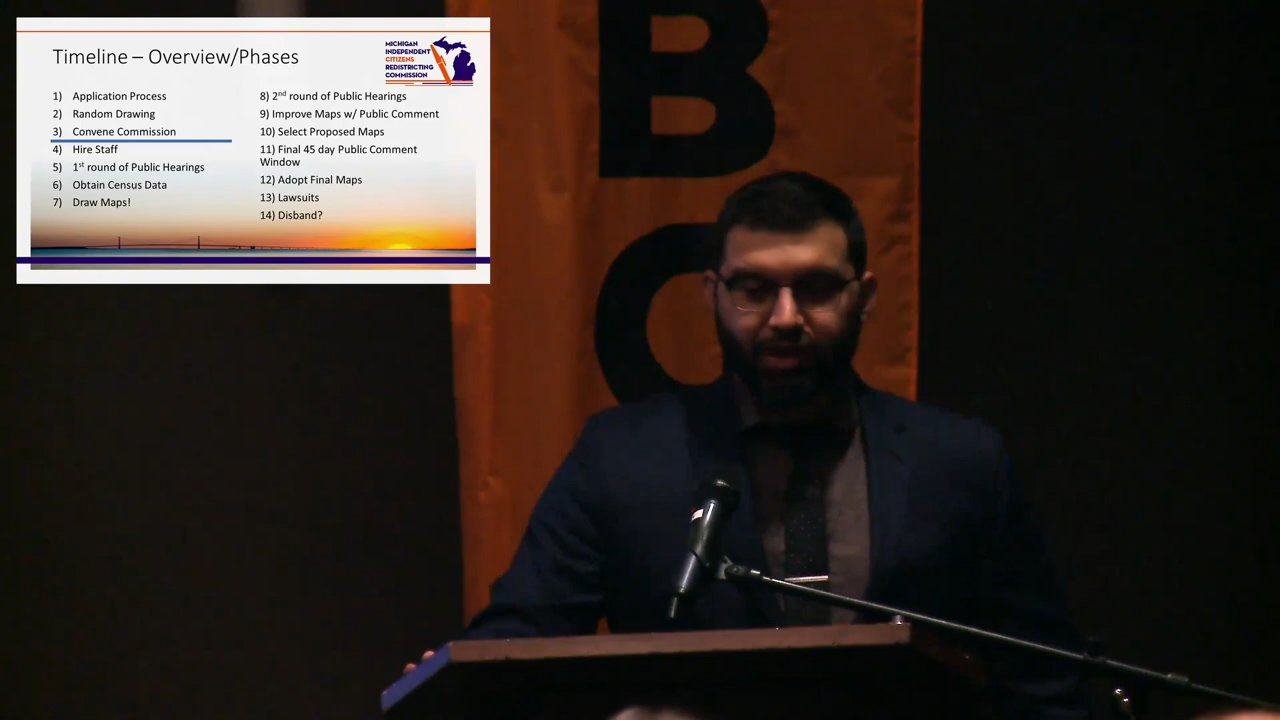 Timeline – Overview/Phases
MICHIGAN
INDEPENDENT
CITIZENS
REDISTRICTING
COMMISSION
1) Application Process
2) Random Drawing
3) Convene Commission
4) Hire Staff
5) 1st round of Public Hearings
6) Obtain Census Data
7) Draw Maps!
8) 2nd round of Public Hearings
9) Improve Maps w/ Public Comment
10) Select Proposed Maps
11) Final 45 day Public Comment
Window
12) Adopt Final Maps
13) Lawsuits
14) Disband?
B